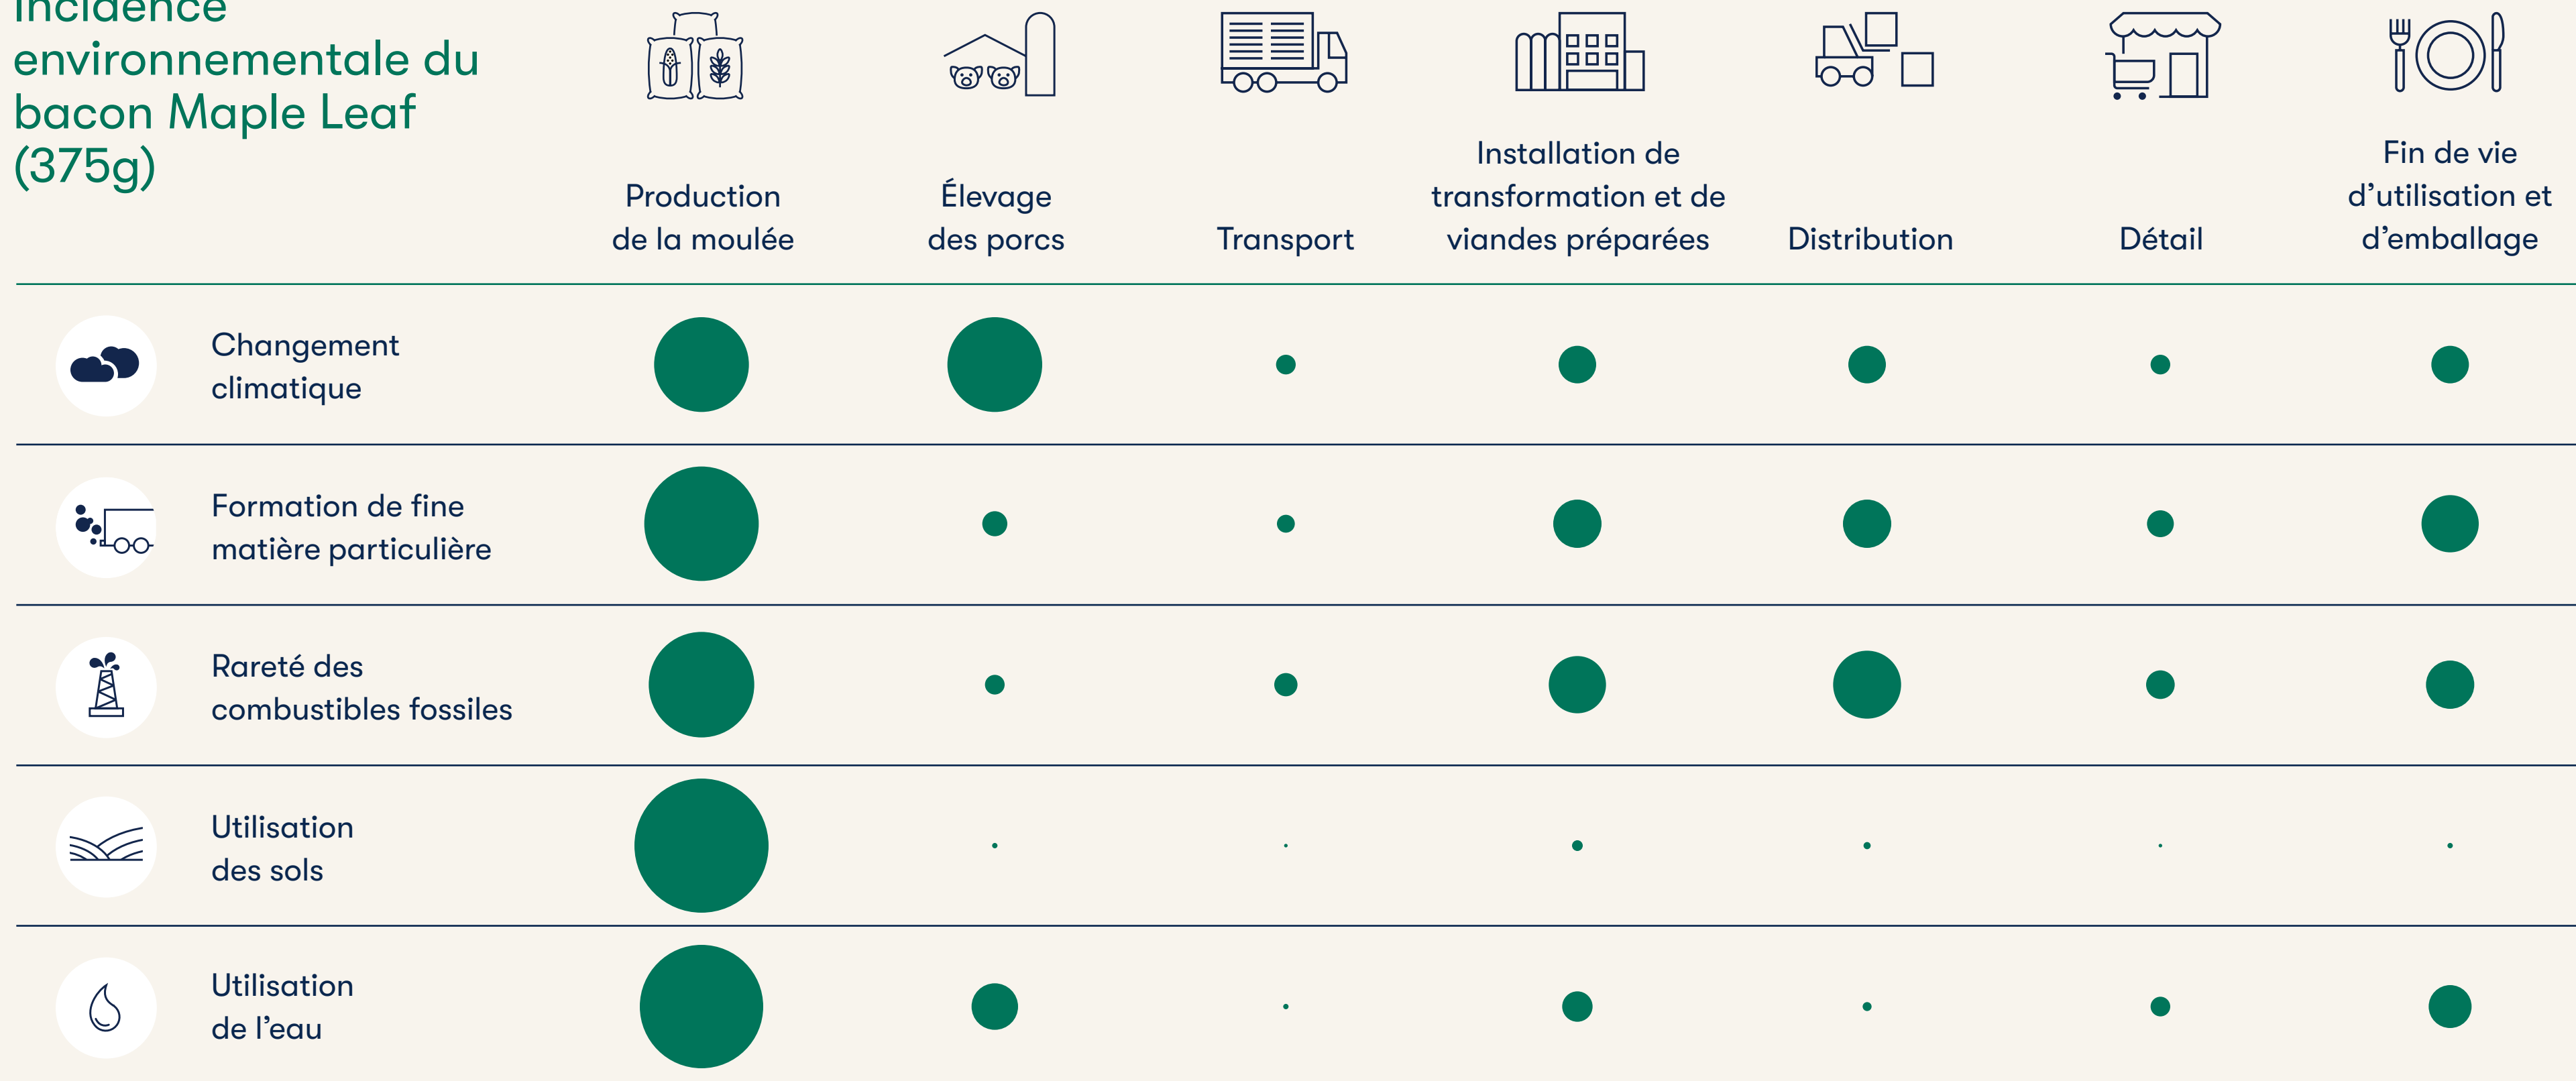 Incidence
environnementale du
bacon Maple Leaf
(375g)
Production
de la moulée
Élevage
des porcs
Transport
Installation de
transformation et de
viandes préparées
Distribution
Détail
Fin de vie
d’utilisation et
d’emballage
Changement
climatique
Formation de fine
matière particulière
Rareté des
combustibles fossiles
Utilisation
des sols
Utilisation
de l’eau